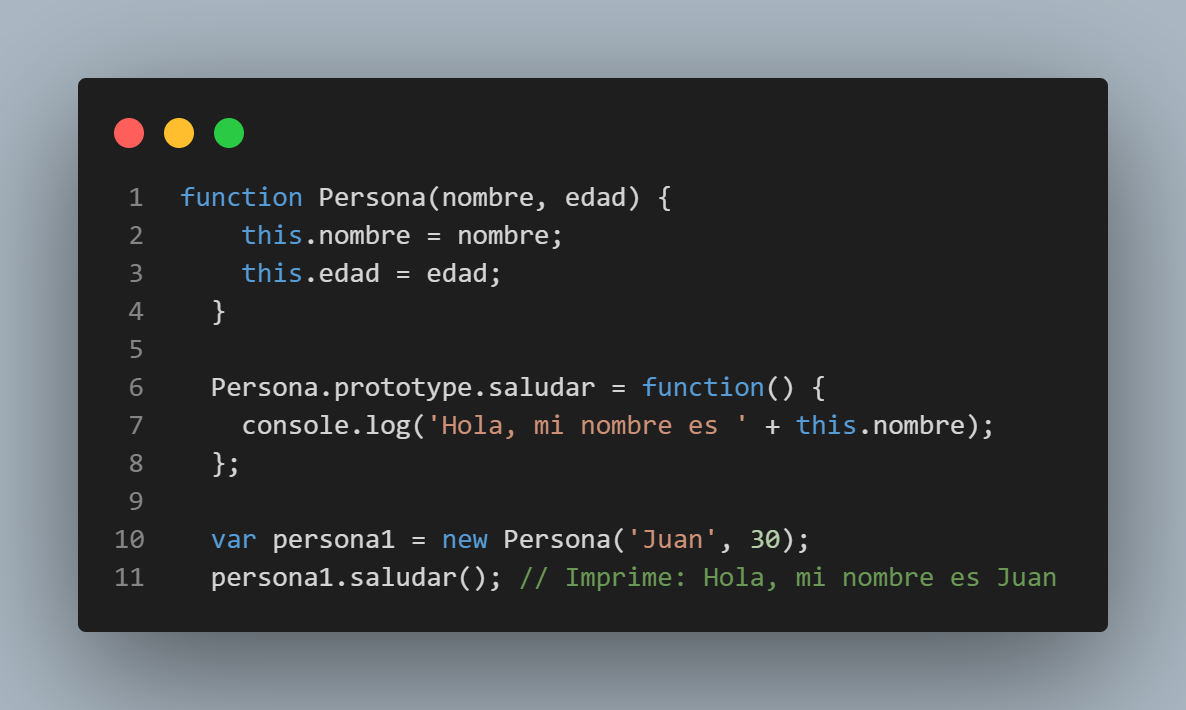 1 function Persona(nombre, edad) {
2     this.nombre = nombre;
3     this.edad = edad;
4   }
5
6   Persona.prototype.saludar = function() {
7     console.log('Hola, mi nombre es ' + this.nombre);
8   };
9
10   var persona1 = new Persona('Juan', 30);
11   persona1.saludar(); // Imprime: Hola, mi nombre es Juan